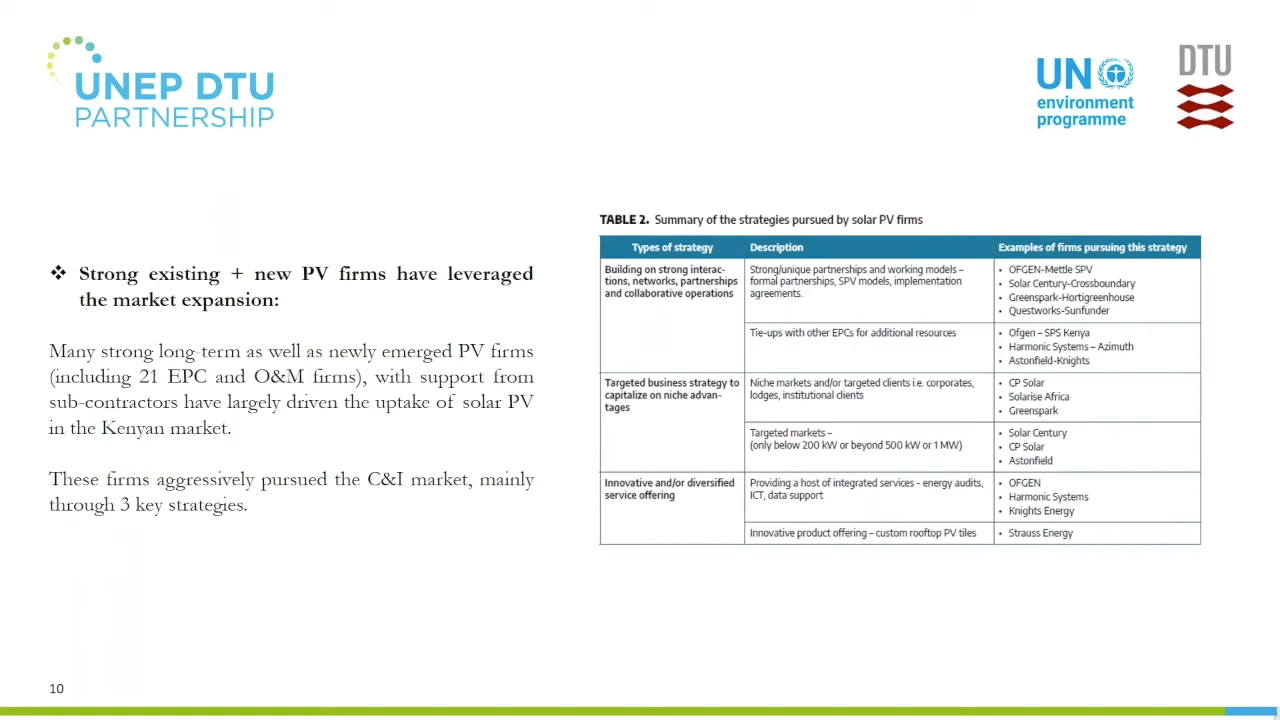 UNEP DTU
PARTNERSHIP
UN
environment
programme
DTU
❖ Strong existing + new PV firms have leveraged
the market expansion:
Many strong long-term as well as newly emerged PV firms
(including 21 EPC and O&M firms), with support from
sub-contractors have largely driven the uptake of solar PV
in the Kenyan market.
These firms aggressively pursued the C&I market, mainly
through 3 key strategies.
TABLE 2. Summary of the strategies pursued by solar PV firms
Types of strategy
Description
Examples of firms pursuing this strategy
Building on strong interac-
tions, networks, partnerships
and collaborative operations
Strong/unique partnerships and working models –
formal partnerships, SPV models, implementation
agreements.
• OFGEN-Mettle SPV
• Solar Century-Crossboundary
• Greenspark-Hortigreenhouse
• Questworks-Sunfunder
Tie-ups with other EPCs for additional resources
• Ofgen – SPS Kenya
• Harmonic Systems – Azimuth
• Astonfield-Knights
Targeted business strategy to
capitalize on niche advan-
tages
Niche markets and/or targeted clients i.e. corporates,
lodges, institutional clients
• CP Solar
• Solarise Africa
• Greenspark
Targeted markets –
(only below 200 kW or beyond 500 kW or 1 MW)
• Solar Century
• CP Solar
• Astonfield
Innovative and/or diversified
service offering
Providing a host of integrated services - energy audits,
ICT, data support
• OFGEN
• Harmonic Systems
• Knights Energy
Innovative product offering – custom rooftop PV tiles
• Strauss Energy
10